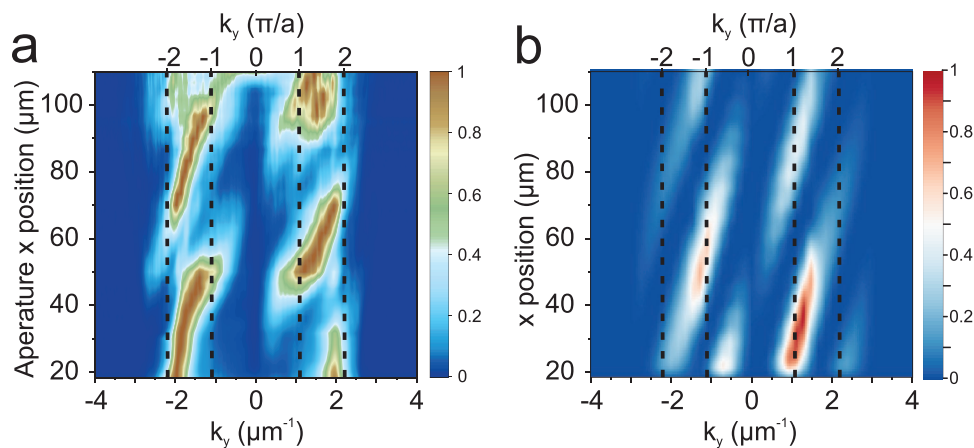 a
k_y (π/a)
-2 -1 0 1 2
Aperature x position (µm)
100
80
60
40
20
-4 -2 0 2 4
k_y (µm⁻¹)
1
0.8
0.6
0.4
0.2
0
b
k_y (π/a)
-2 -1 0 1 2
x position (µm)
100
80
60
40
20
-4 -2 0 2 4
k_y (µm⁻¹)
1
0.8
0.6
0.4
0.2
0